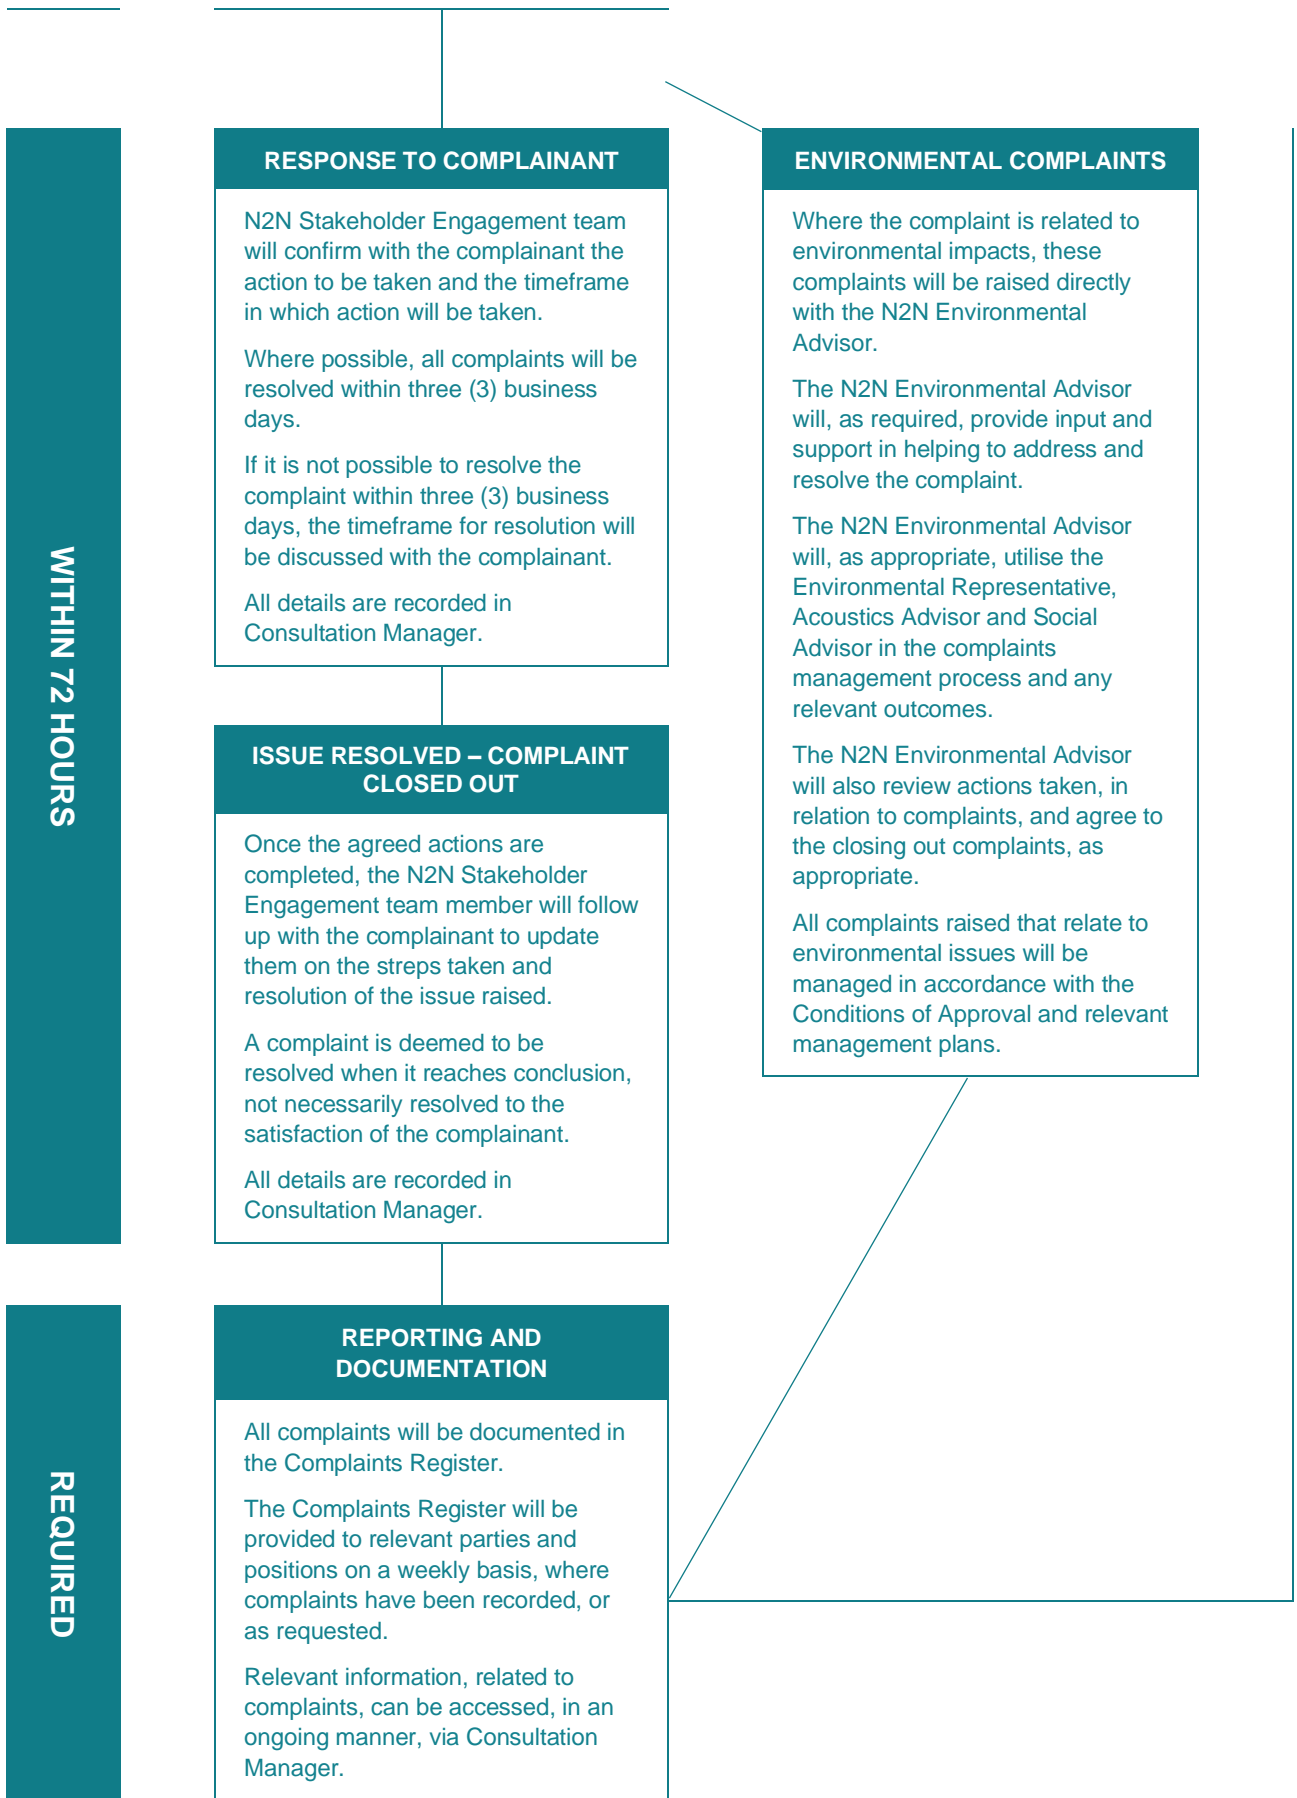 WITHIN 72 HOURS
RESPONSE TO COMPLAINANT
N2N Stakeholder Engagement team
will confirm with the complainant the
action to be taken and the timeframe
in which action will be taken.
Where possible, all complaints will be
resolved within three (3) business
days.
If it is not possible to resolve the
complaint within three (3) business
days, the timeframe for resolution will
be discussed with the complainant.
All details are recorded in
Consultation Manager.
ISSUE RESOLVED – COMPLAINT
CLOSED OUT
Once the agreed actions are
completed, the N2N Stakeholder
Engagement team member will follow
up with the complainant to update
them on the streps taken and
resolution of the issue raised.
A complaint is deemed to be
resolved when it reaches conclusion,
not necessarily resolved to the
satisfaction of the complainant.
All details are recorded in
Consultation Manager.
ENVIRONMENTAL COMPLAINTS
Where the complaint is related to
environmental impacts, these
complaints will be raised directly
with the N2N Environmental
Advisor.
The N2N Environmental Advisor
will, as required, provide input and
support in helping to address and
resolve the complaint.
The N2N Environmental Advisor
will, as appropriate, utilise the
Environmental Representative,
Acoustics Advisor and Social
Advisor in the complaints
management process and any
relevant outcomes.
The N2N Environmental Advisor
will also review actions taken, in
relation to complaints, and agree to
the closing out complaints, as
appropriate.
All complaints raised that relate to
environmental issues will be
managed in accordance with the
Conditions of Approval and relevant
management plans.
REQUIRED
REPORTING AND
DOCUMENTATION
All complaints will be documented in
the Complaints Register.
The Complaints Register will be
provided to relevant parties and
positions on a weekly basis, where
complaints have been recorded, or
as requested.
Relevant information, related to
complaints, can be accessed, in an
ongoing manner, via Consultation
Manager.